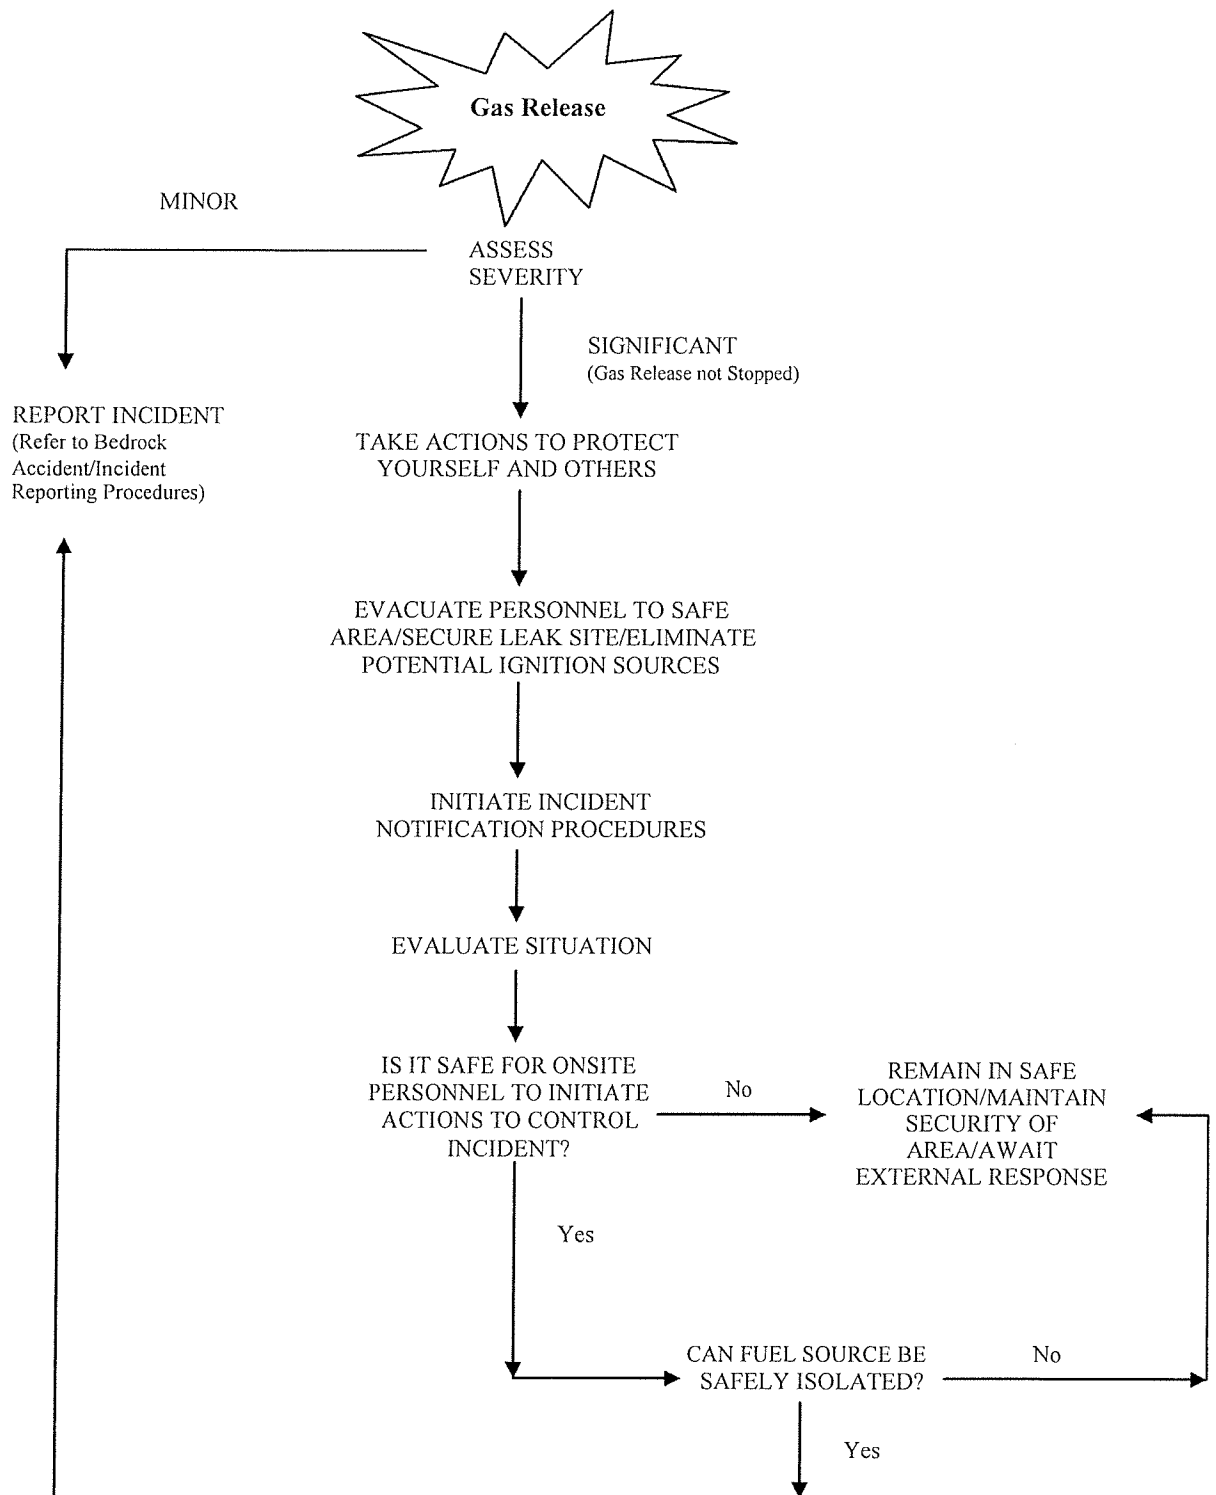 Gas Release
MINOR
ASSESS
SEVERITY
SIGNIFICANT
(Gas Release not Stopped)
REPORT INCIDENT
(Refer to Bedrock
Accident/Incident
Reporting Procedures)
TAKE ACTIONS TO PROTECT
YOURSELF AND OTHERS
EVACUATE PERSONNEL TO SAFE
AREA/SECURE LEAK SITE/ELIMINATE
POTENTIAL IGNITION SOURCES
INITIATE INCIDENT
NOTIFICATION PROCEDURES
EVALUATE SITUATION
IS IT SAFE FOR ONSITE
PERSONNEL TO INITIATE
ACTIONS TO CONTROL
INCIDENT?
No
REMAIN IN SAFE
LOCATION/MAINTAIN
SECURITY OF
AREA/AWAIT
EXTERNAL RESPONSE
Yes
CAN FUEL SOURCE BE
SAFELY ISOLATED?
No
Yes